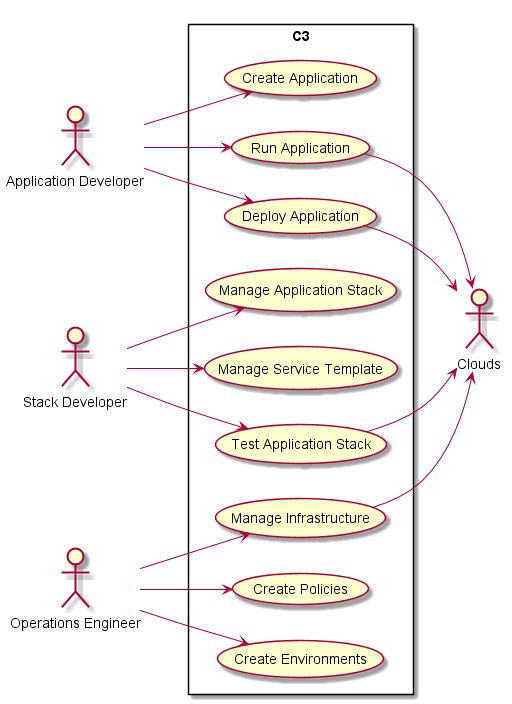 C3
Create Application
Run Application
Application Developer
Deploy Application
Manage Application Stack
Clouds
Manage Service Template
Stack Developer
Test Application Stack
Manage Infrastructure
Create Policies
Operations Engineer
Create Environments